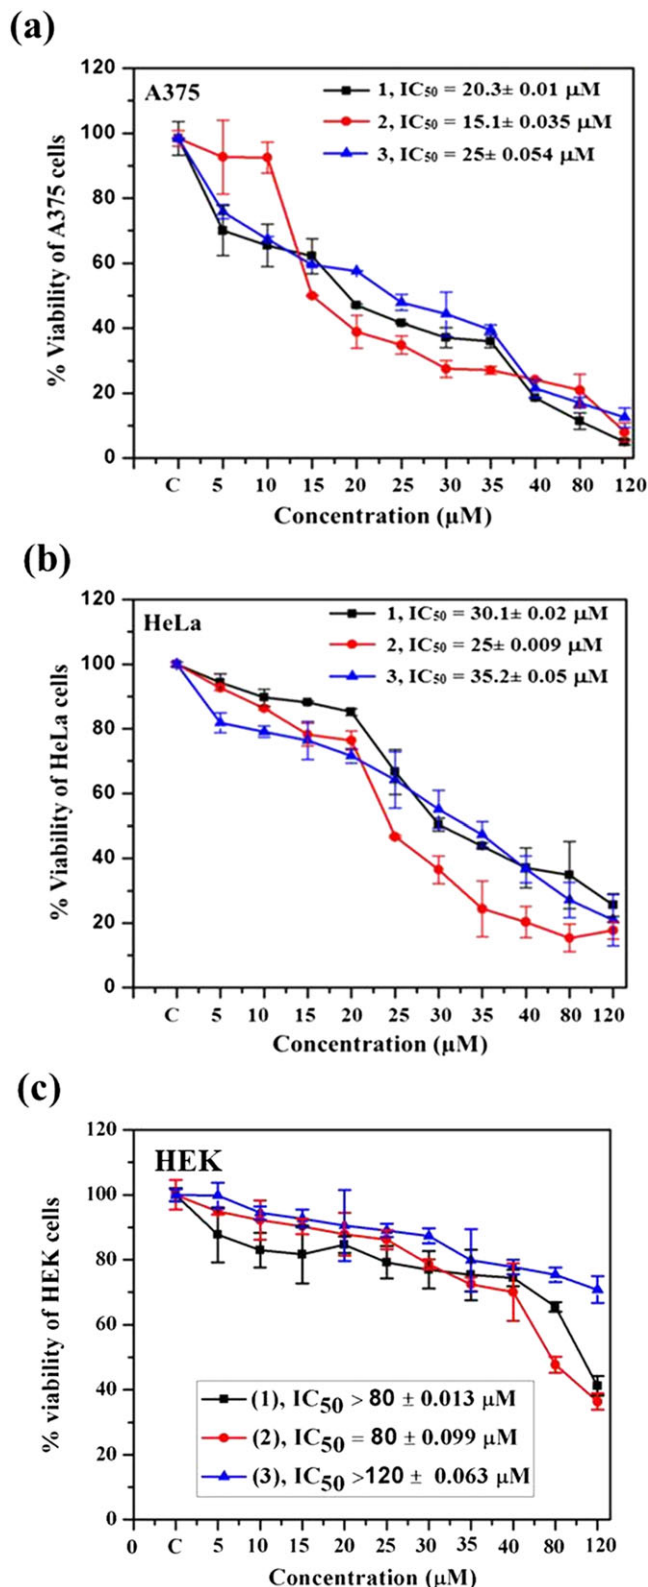 (a)
A375
1, IC50 = 20.3± 0.01 μM
2, IC50 = 15.1± 0.035 μM
3, IC50 = 25± 0.054 μM
% Viability of A375 cells
120
100
80
60
40
20
0
C 5 10 15 20 25 30 35 40 80 120
Concentration (μM)
(b)
HeLa
1, IC50 = 30.1± 0.02 μM
2, IC50 = 25± 0.009 μM
3, IC50 = 35.2± 0.05 μM
% Viability of HeLa cells
120
100
80
60
40
20
0
C 5 10 15 20 25 30 35 40 80 120
Concentration (μM)
(c)
HEK
% viability of HEK cells
120
100
80
60
40
20
0
(1), IC50 > 80 ± 0.013 μM
(2), IC50 = 80 ± 0.099 μM
(3), IC50 >120 ± 0.063 μM
0 C 5 10 15 20 25 30 35 40 80 120
Concentration (μM)